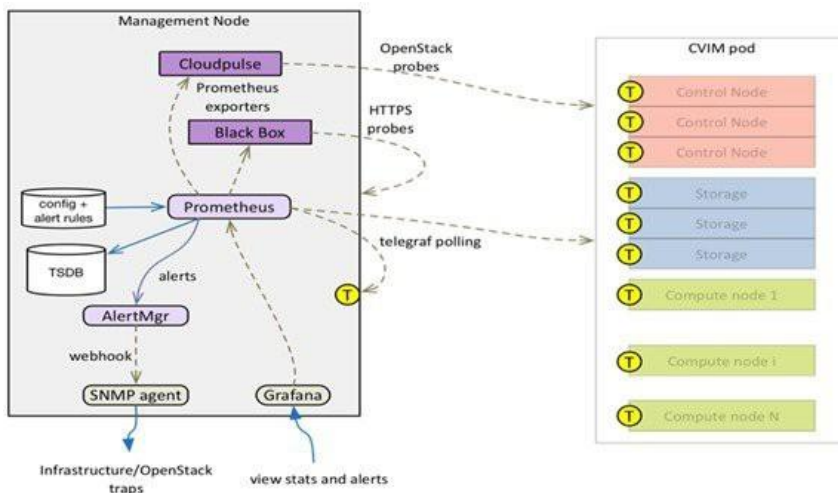 Management Node
Cloudpulse
Prometheus
exporters
Black Box
config +
alert rules
Prometheus
TSDB
alerts
AlertMgr
webhook
SNMP agent
Grafana
T
Infrastructure/OpenStack
traps
view stats and alerts
OpenStack
probes
HTTPS
probes
telegraf polling
CVIM pod
T Control Node
T Control Node
T Control Node
T Storage
T Storage
T Storage
T Compute node 1
T Compute node i
T Compute node N